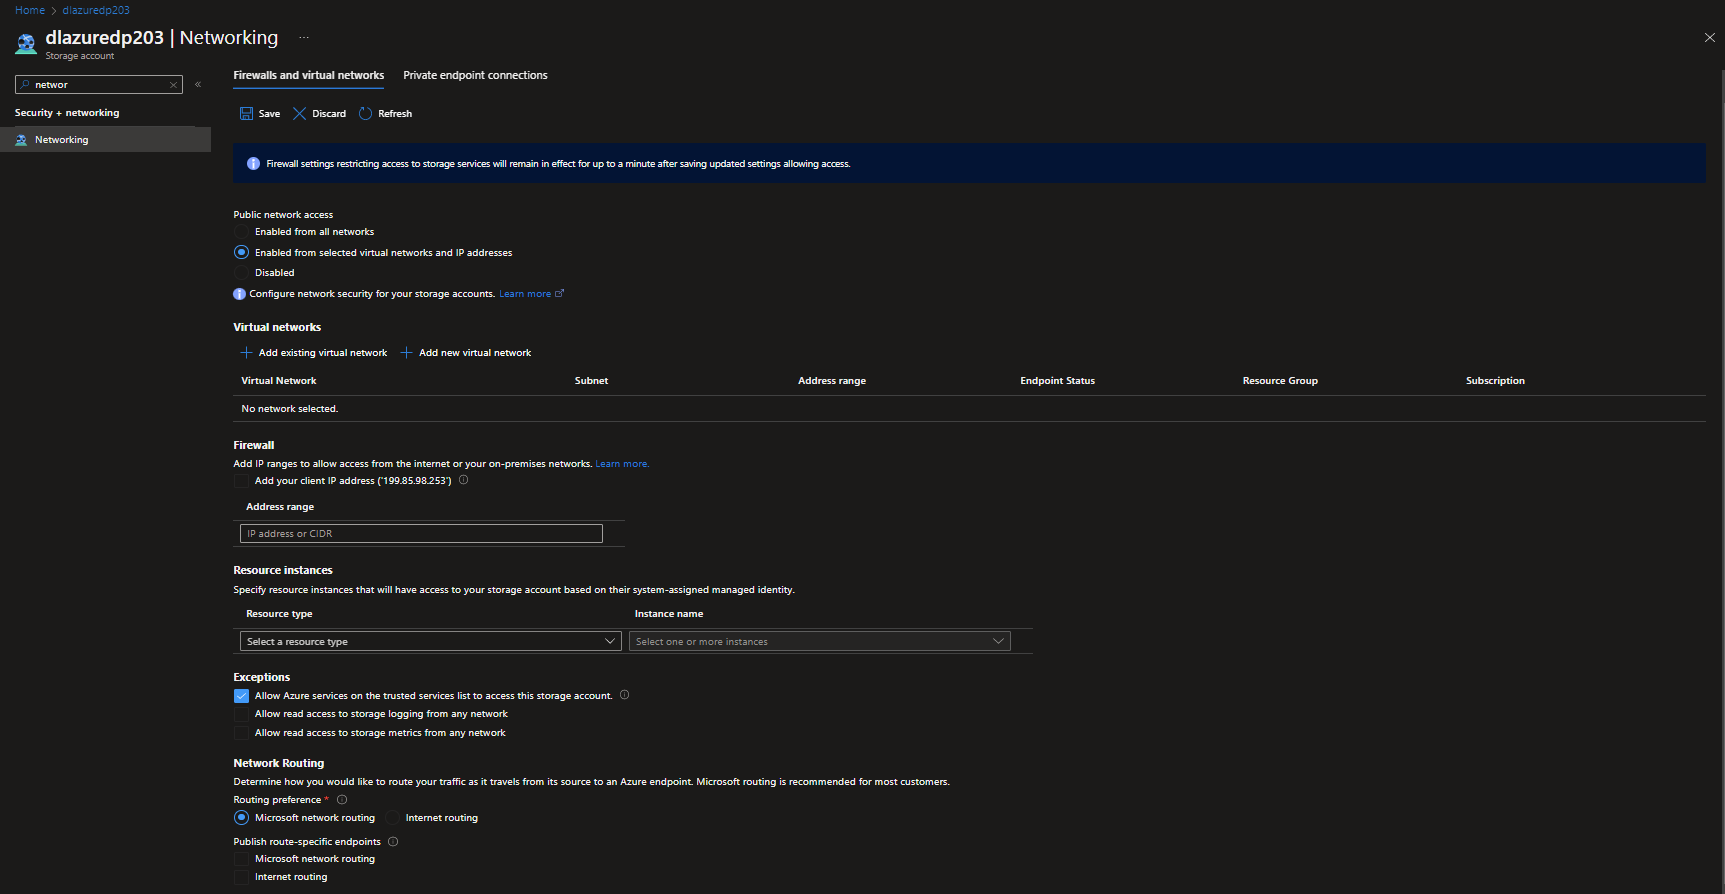 Home > dlazuredp203
dlazuredp203 | Networking ...
Storage account
networ
Security + networking
Networking
Firewalls and virtual networks Private endpoint connections
Save Discard Refresh
Firewall settings restricting access to storage services will remain in effect for up to a minute after saving updated settings allowing access.
Public network access
Enabled from all networks
Enabled from selected virtual networks and IP addresses
Disabled
Configure network security for your storage accounts. Learn more
Virtual networks
Add existing virtual network Add new virtual network
Virtual Network Subnet Address range Endpoint Status Resource Group Subscription
No network selected.
Firewall
Add IP ranges to allow access from the internet or your on-premises networks. Learn more.
Add your client IP address ('199.85.98.253')
Address range
IP address or CIDR
Resource instances
Specify resource instances that will have access to your storage account based on their system-assigned managed identity.
Resource type Instance name
Select a resource type Select one or more instances
Exceptions
Allow Azure services on the trusted services list to access this storage account.
Allow read access to storage logging from any network
Allow read access to storage metrics from any network
Network Routing
Determine how you would like to route your traffic as it travels from its source to an Azure endpoint. Microsoft routing is recommended for most customers.
Routing preference *
Microsoft network routing Internet routing
Publish route-specific endpoints
Microsoft network routing
Internet routing